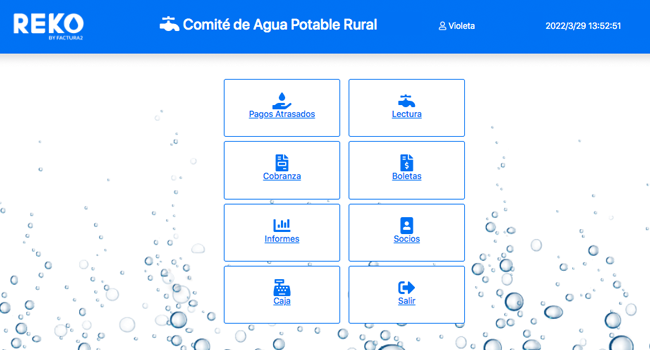 REKO
BY FACTURA2
Comité de Agua Potable Rural
Violeta
2022/3/29 13:52:51
Pagos Atrasados
Lectura
Cobranza
Boletas
Informes
Socios
Caja
Salir